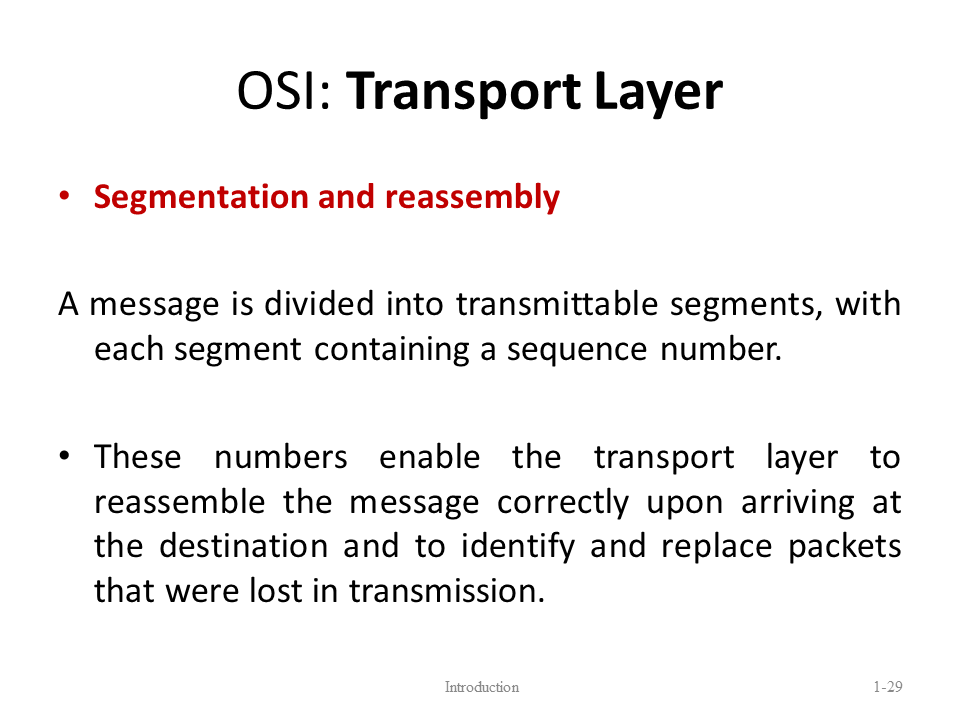 OSI: Transport Layer
• Segmentation and reassembly
A message is divided into transmittable segments, with
each segment containing a sequence number.
• These numbers enable the transport layer to
reassemble the message correctly upon arriving at
the destination and to identify and replace packets
that were lost in transmission.
Introduction
1-29